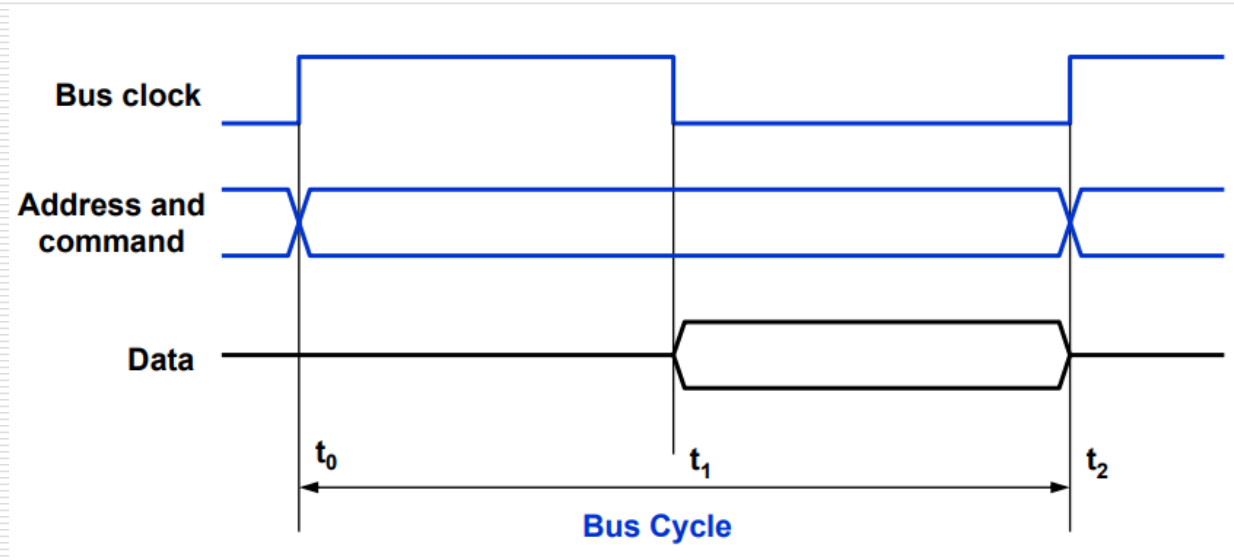 Bus clock
Address and
command
Data
t0
t1
t2
Bus Cycle